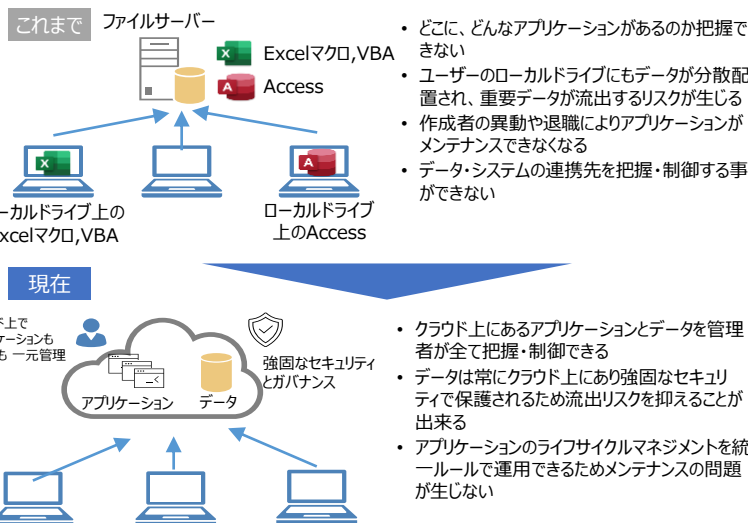 これまで
ファイルサーバー
Excelマクロ,VBA
Access
ーカルドライブ上の
xcelマクロ,VBA
ローカルドライブ
上のAccess
• どこに、どんなアプリケーションがあるのか把握で
きない
• ユーザーのローカルドライブにもデータが分散配
置され、重要データが流出するリスクが生じる
• 作成者の異動や退職によりアプリケーションが
メンテナンスできなくなる
• データ・システムの連携先を把握・制御する事
ができない
現在
ド上で
ケーションも
も 一元管理
強固なセキュリティ
とガバナンス
アプリケーション
データ
• クラウド上にあるアプリケーションとデータを管理
者が全て把握・制御できる
• データは常にクラウド上にあり強固なセキュリ
ティで保護されるため流出リスクを抑えることが
出来る
• アプリケーションのライフサイクルマネジメントを統
一ルールで運用できるためメンテナンスの問題
が生じない